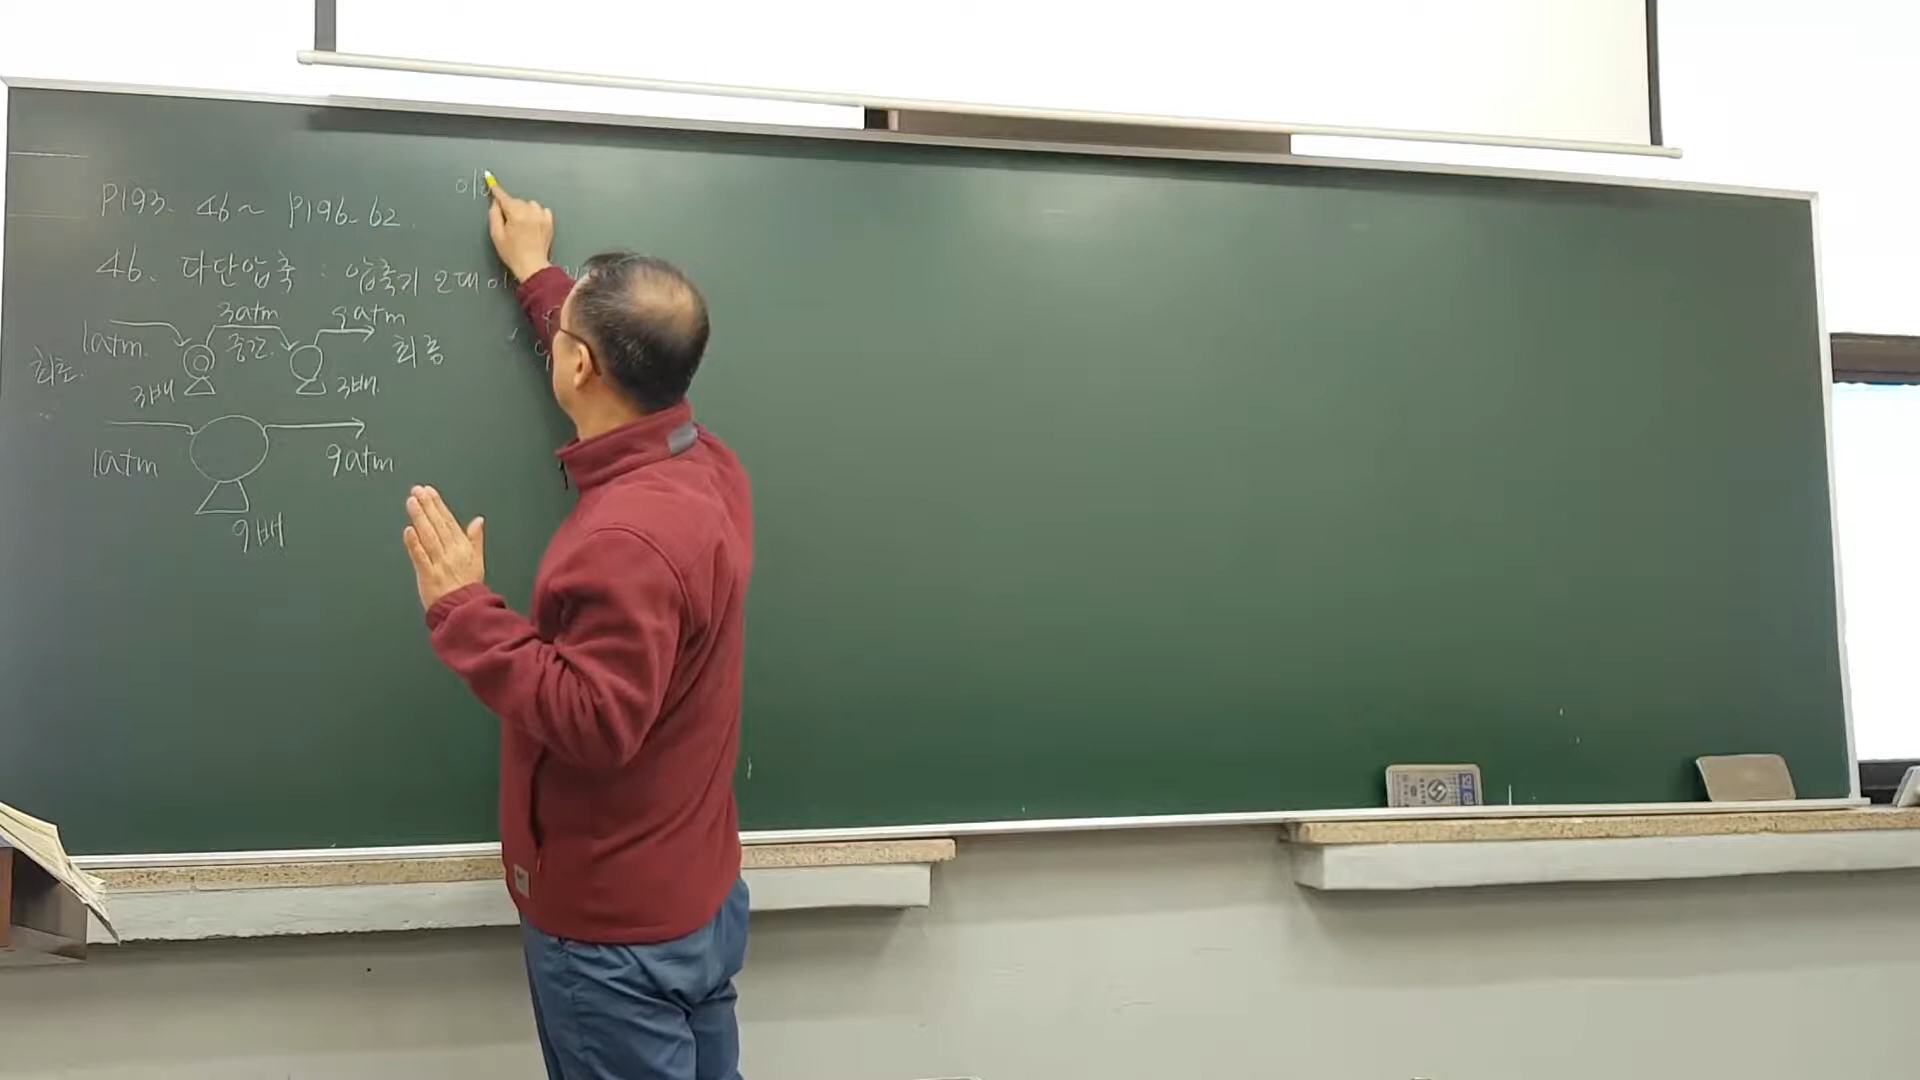 P193. 46~ P196-62.
46. 다단압축 : 압축기 2대 이
3atm
9atm
1atm.
중간.
최종
최초.
3배
3배.
1atm
9atm
9배